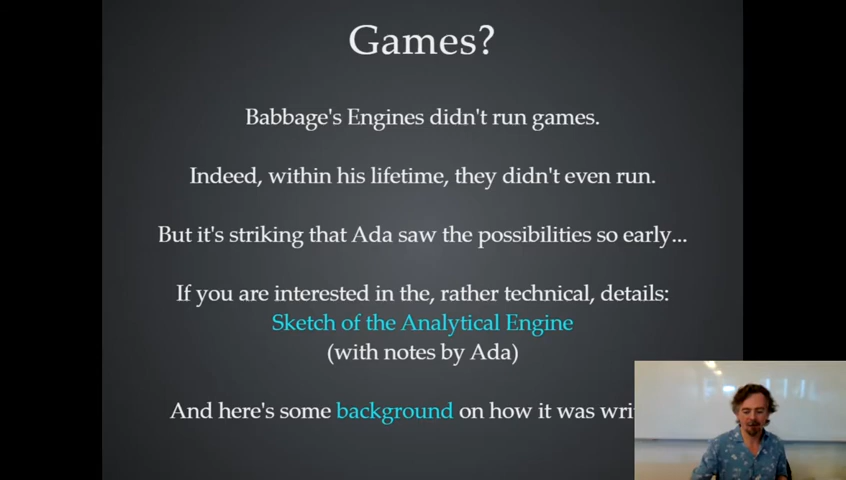 Games?
Babbage's Engines didn't run games.
Indeed, within his lifetime, they didn't even run.
But it's striking that Ada saw the possibilities so early...
If you are interested in the, rather technical, details:
Sketch of the Analytical Engine
(with notes by Ada)
And here's some background on how it was